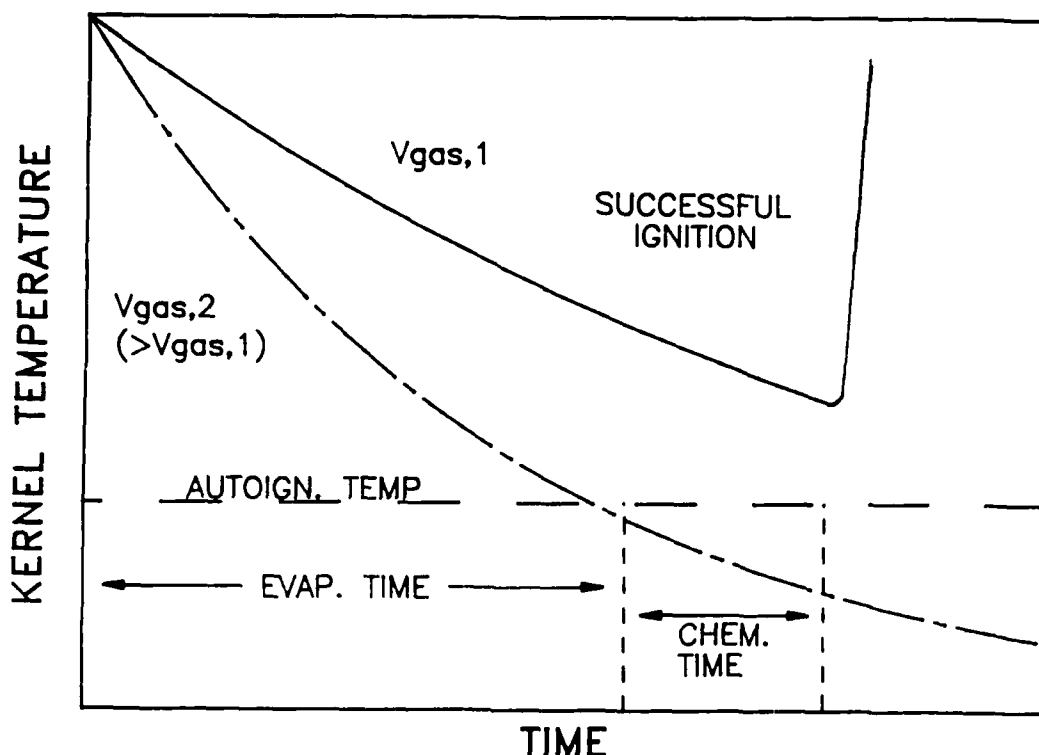 Vgas,1
SUCCESSFUL
IGNITION
Vgas,2
(>Vgas,1)
KERNEL TEMPERATURE
AUTOIGN. TEMP
EVAP. TIME
CHEM.
TIME
TIME